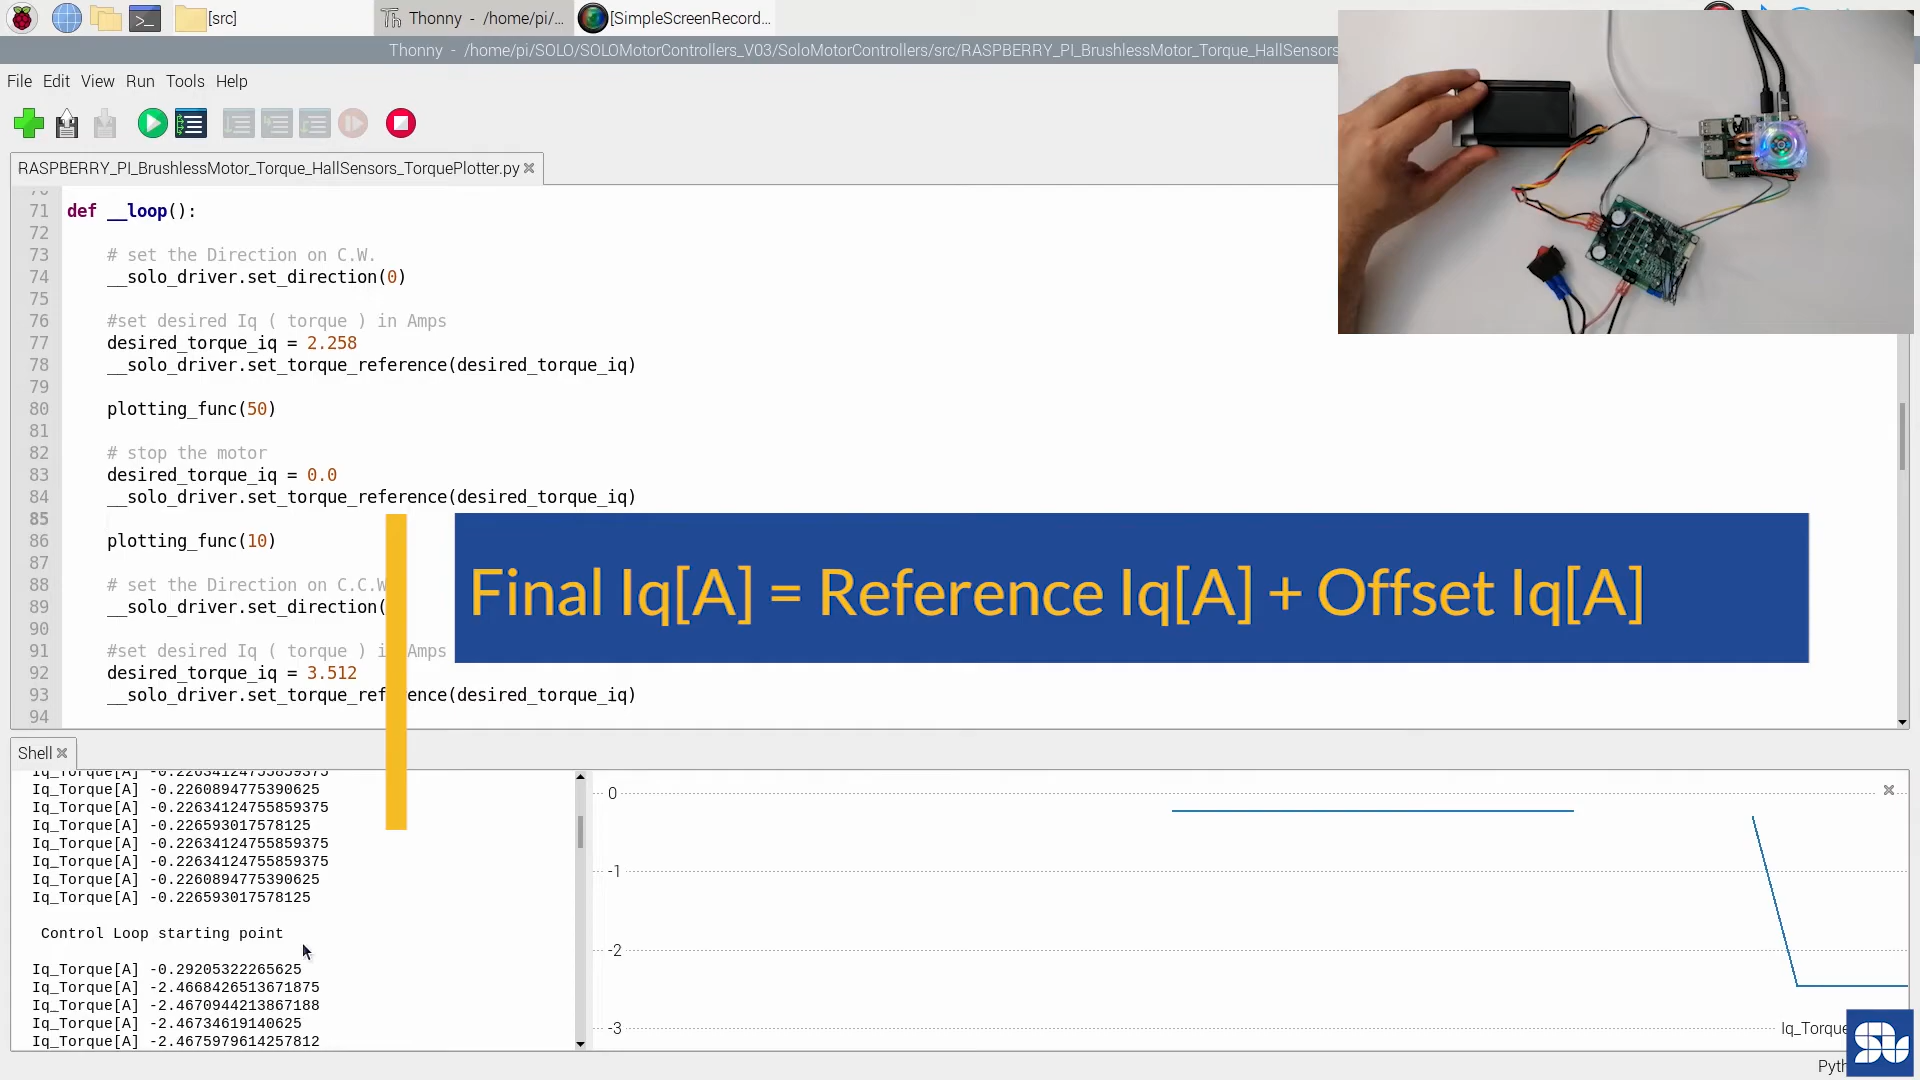 [src]
Thonny - /home/pi/...
[SimpleScreenRecord...
Thonny - /home/pi/SOLO/SOLOMotorControllers_V03/SoloMotorControllers/src/RASPBERRY_PI_BrushlessMotor_Torque_HallSensors
File Edit View Run Tools Help
RASPBERRY_PI_BrushlessMotor_Torque_HallSensors_TorquePlotter.py
71 def __loop():
72
73 # set the Direction on C.W.
74 __solo_driver.set_direction(0)
75
76 #set desired Iq ( torque ) in Amps
77 desired_torque_iq = 2.258
78 __solo_driver.set_torque_reference(desired_torque_iq)
79
80 plotting_func(50)
81
82 # stop the motor
83 desired_torque_iq = 0.0
84 __solo_driver.set_torque_reference(desired_torque_iq)
85
86 plotting_func(10)
87
88 # set the Direction on C.C.W
89 __solo_driver.set_direction(
90
91 #set desired Iq ( torque ) i Amps
92 desired_torque_iq = 3.512
93 __solo_driver.set_torque_reference(desired_torque_iq)
94
Final Iq[A] = Reference Iq[A] + Offset Iq[A]
Shell
Iq_Torque[A] -0.22634124755859375
Iq_Torque[A] -0.2260894775390625
Iq_Torque[A] -0.22634124755859375
Iq_Torque[A] -0.226593017578125
Iq_Torque[A] -0.22634124755859375
Iq_Torque[A] -0.22634124755859375
Iq_Torque[A] -0.2260894775390625
Iq_Torque[A] -0.226593017578125
Control Loop starting point
Iq_Torque[A] -0.29205322265625
Iq_Torque[A] -2.4668426513671875
Iq_Torque[A] -2.4670944213867188
Iq_Torque[A] -2.46734619140625
Iq_Torque[A] -2.4675979614257812
0
-1
-2
-3
Iq_Torque
Pyth